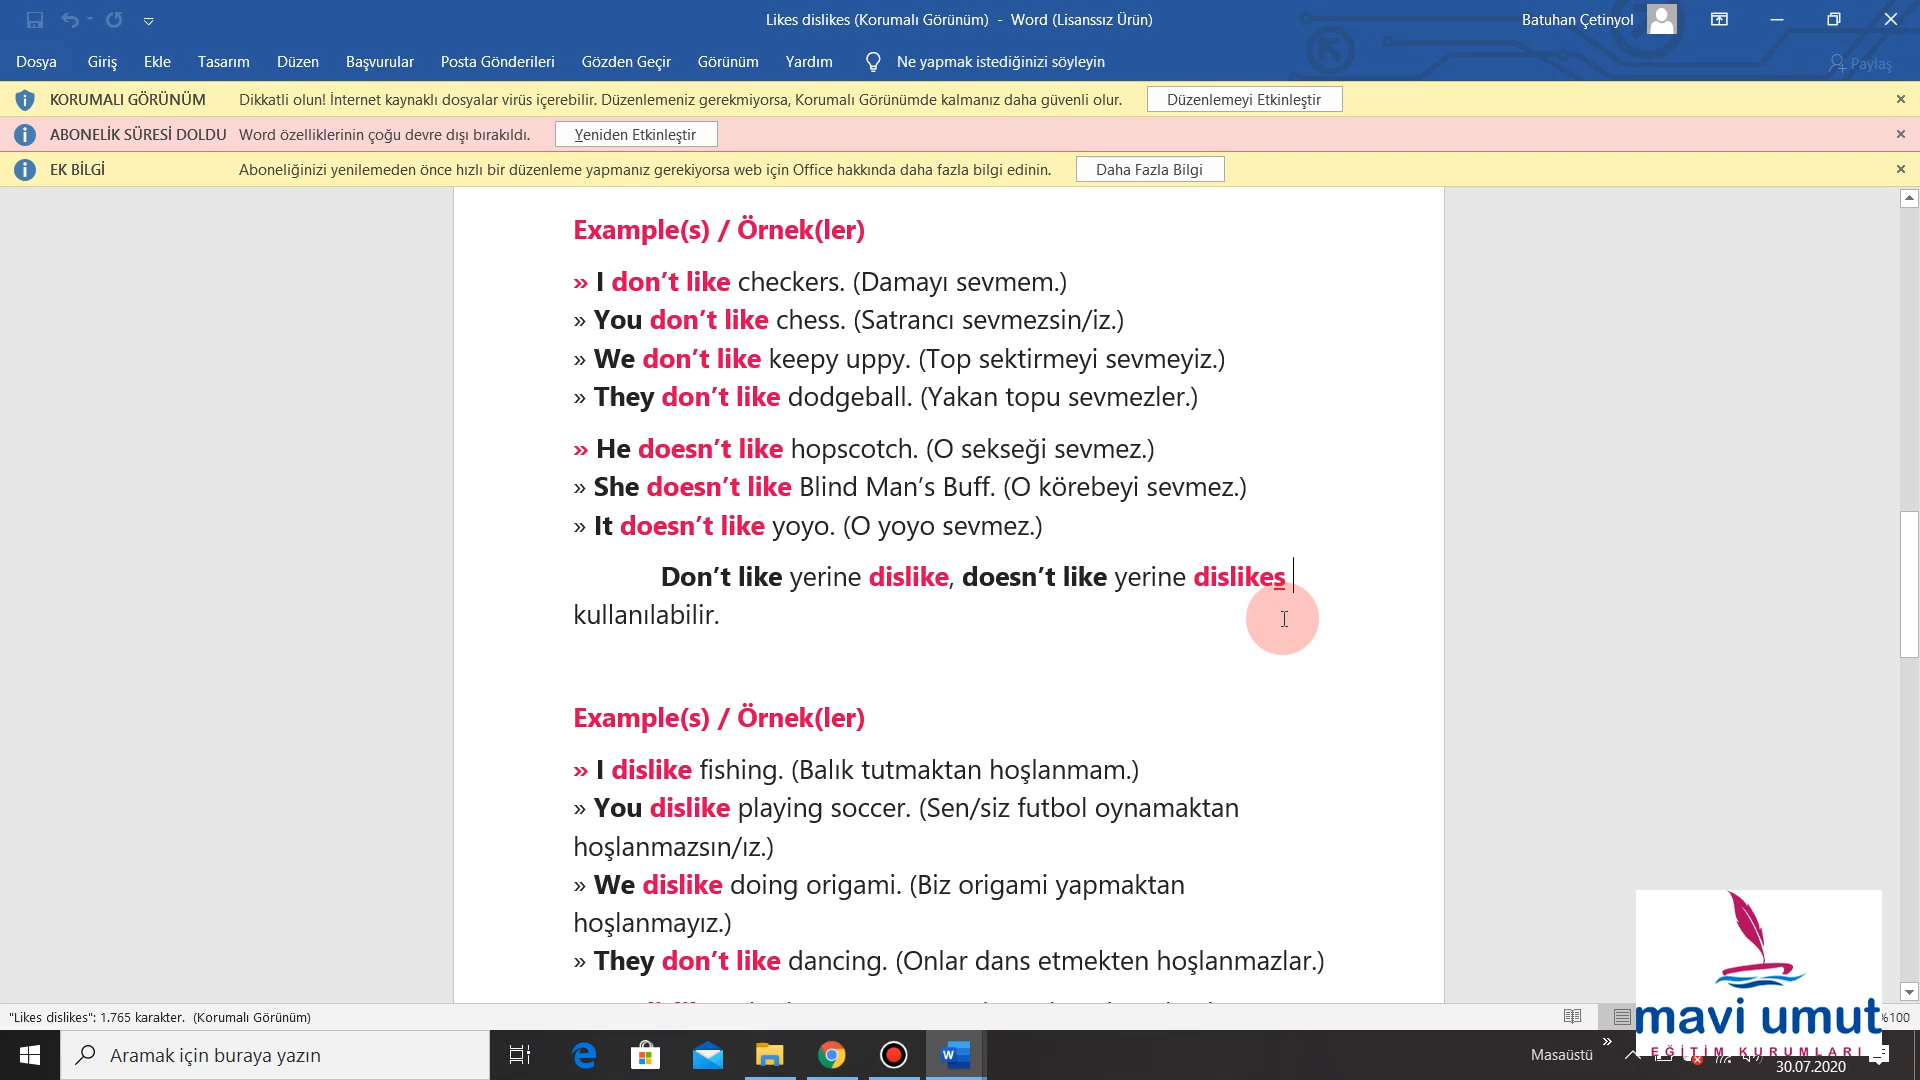 Likes dislikes (Korumalı Görünüm) - Word (Lisanssız Ürün)
Batuhan Çetinyol
Dosya Giriş Ekle Tasarım Düzen Başvurular Posta Gönderileri Gözden Geçir Görünüm Yardım Ne yapmak istediğinizi söyleyin Paylaş
KORUMALI GÖRÜNÜM Dikkatli olun! İnternet kaynaklı dosyalar virüs içerebilir. Düzenlemeniz gerekmiyorsa, Korumalı Görünümde kalmanız daha güvenli olur. Düzenlemeyi Etkinleştir
ABONELİK SÜRESİ DOLDU Word özelliklerinin çoğu devre dışı bırakıldı. Yeniden Etkinleştir
EK BİLGİ Aboneliğinizi yenilemeden önce hızlı bir düzenleme yapmanız gerekiyorsa web için Office hakkında daha fazla bilgi edinin. Daha Fazla Bilgi
Example(s) / Örnek(ler)
» I don’t like checkers. (Damayı sevmem.)
» You don’t like chess. (Satrancı sevmezsin/iz.)
» We don’t like keepy uppy. (Top sektirmeyi sevmeyiz.)
» They don’t like dodgeball. (Yakan topu sevmezler.)
» He doesn’t like hopscotch. (O sekseği sevmez.)
» She doesn’t like Blind Man’s Buff. (O körebeyi sevmez.)
» It doesn’t like yoyo. (O yoyo sevmez.)
Don’t like yerine dislike, doesn’t like yerine dislikes
kullanılabilir.
Example(s) / Örnek(ler)
» I dislike fishing. (Balık tutmaktan hoşlanmam.)
» You dislike playing soccer. (Sen/siz futbol oynamaktan
hoşlanmazsın/ız.)
» We dislike doing origami. (Biz origami yapmaktan
hoşlanmayız.)
» They don’t like dancing. (Onlar dans etmekten hoşlanmazlar.)
"Likes dislikes": 1.765 karakter. (Korumalı Görünüm)
%100
mavi umut
EĞİTİM KURUMLARI
Aramak için buraya yazın
Masaüstü
30.07.2020